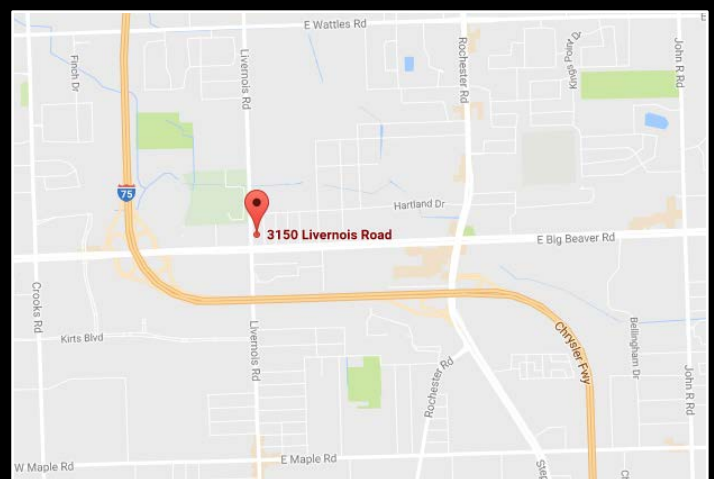 E Wattles Rd
Finch Dr
Livernois Rd
Rochester Rd
Kings Point Dr
John R Rd
75
Hartland Dr
3150 Livernois Road
E Big Beaver Rd
Crooks Rd
Kirts Blvd
Livernois Rd
Rochester Rd
Chrysler Fwy
Bellingham Dr
John R Rd
W Maple Rd
E Maple Rd